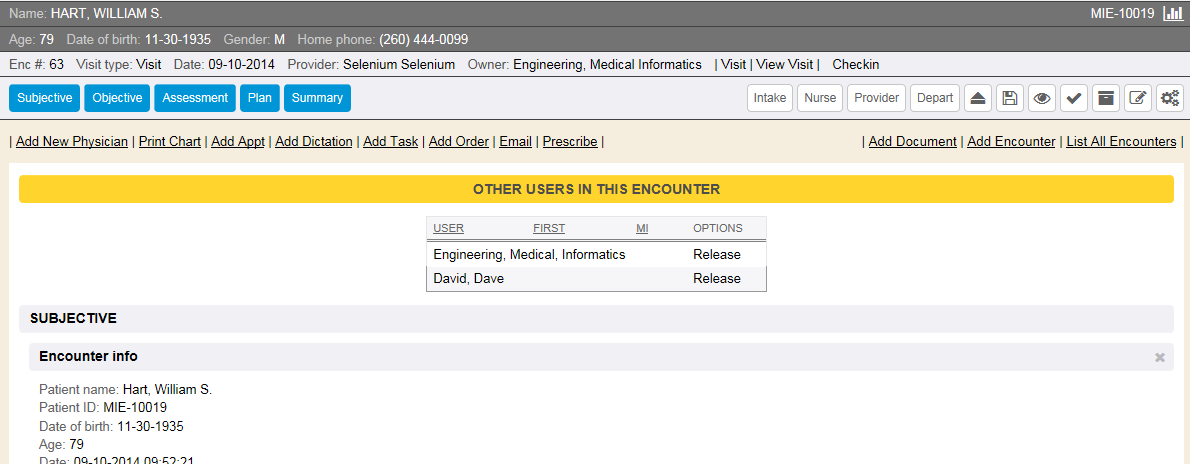 Name: HART, WILLIAM S. MIE-10019
Age: 79 Date of birth: 11-30-1935 Gender: M Home phone: (260) 444-0099
Enc #: 63 Visit type: Visit Date: 09-10-2014 Provider: Selenium Selenium Owner: Engineering, Medical Informatics | Visit | View Visit | Checkin
Subjective Objective Assessment Plan Summary Intake Nurse Provider Depart
| Add New Physician | Print Chart | Add Appt | Add Dictation | Add Task | Add Order | Email | Prescribe | | Add Document | Add Encounter | List All Encounters |
OTHER USERS IN THIS ENCOUNTER
USER FIRST MI OPTIONS
Engineering, Medical, Informatics Release
David, Dave Release
SUBJECTIVE
Encounter info
Patient name: Hart, William S.
Patient ID: MIE-10019
Date of birth: 11-30-1935
Age: 79
Date: 09-10-2014 09:52:21